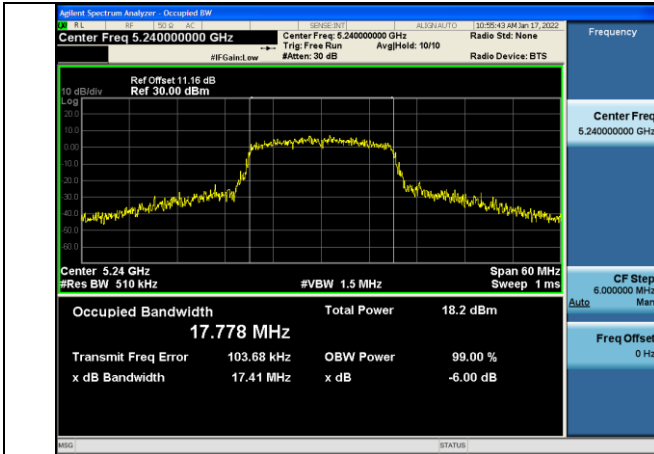 Agilent Spectrum Analyzer - Occupied BW
RL RF 50 Ω AC SENSE:INT ALIGNAUTO 10:55:43 AM Jan 17, 2022
Center Freq 5.240000000 GHz
Center Freq: 5.240000000 GHz
Radio Std: None
Trig: Free Run Avg|Hold: 10/10
#IFGain:Low #Atten: 30 dB Radio Device: BTS
Ref Offset 11.16 dB
10 dB/div Ref 30.00 dBm
Log
20.0
10.0
0.00
-10.0
-20.0
-30.0
-40.0
-50.0
-60.0
Center 5.24 GHz Span 60 MHz
#Res BW 510 kHz #VBW 1.5 MHz Sweep 1 ms
Occupied Bandwidth Total Power 18.2 dBm
17.778 MHz
Transmit Freq Error 103.68 kHz OBW Power 99.00 %
x dB Bandwidth 17.41 MHz x dB -6.00 dB
MSG STATUS
Frequency
Center Freq
5.240000000 GHz
CF Step
6.000000 MHz
Auto Man
Freq Offset
0 Hz